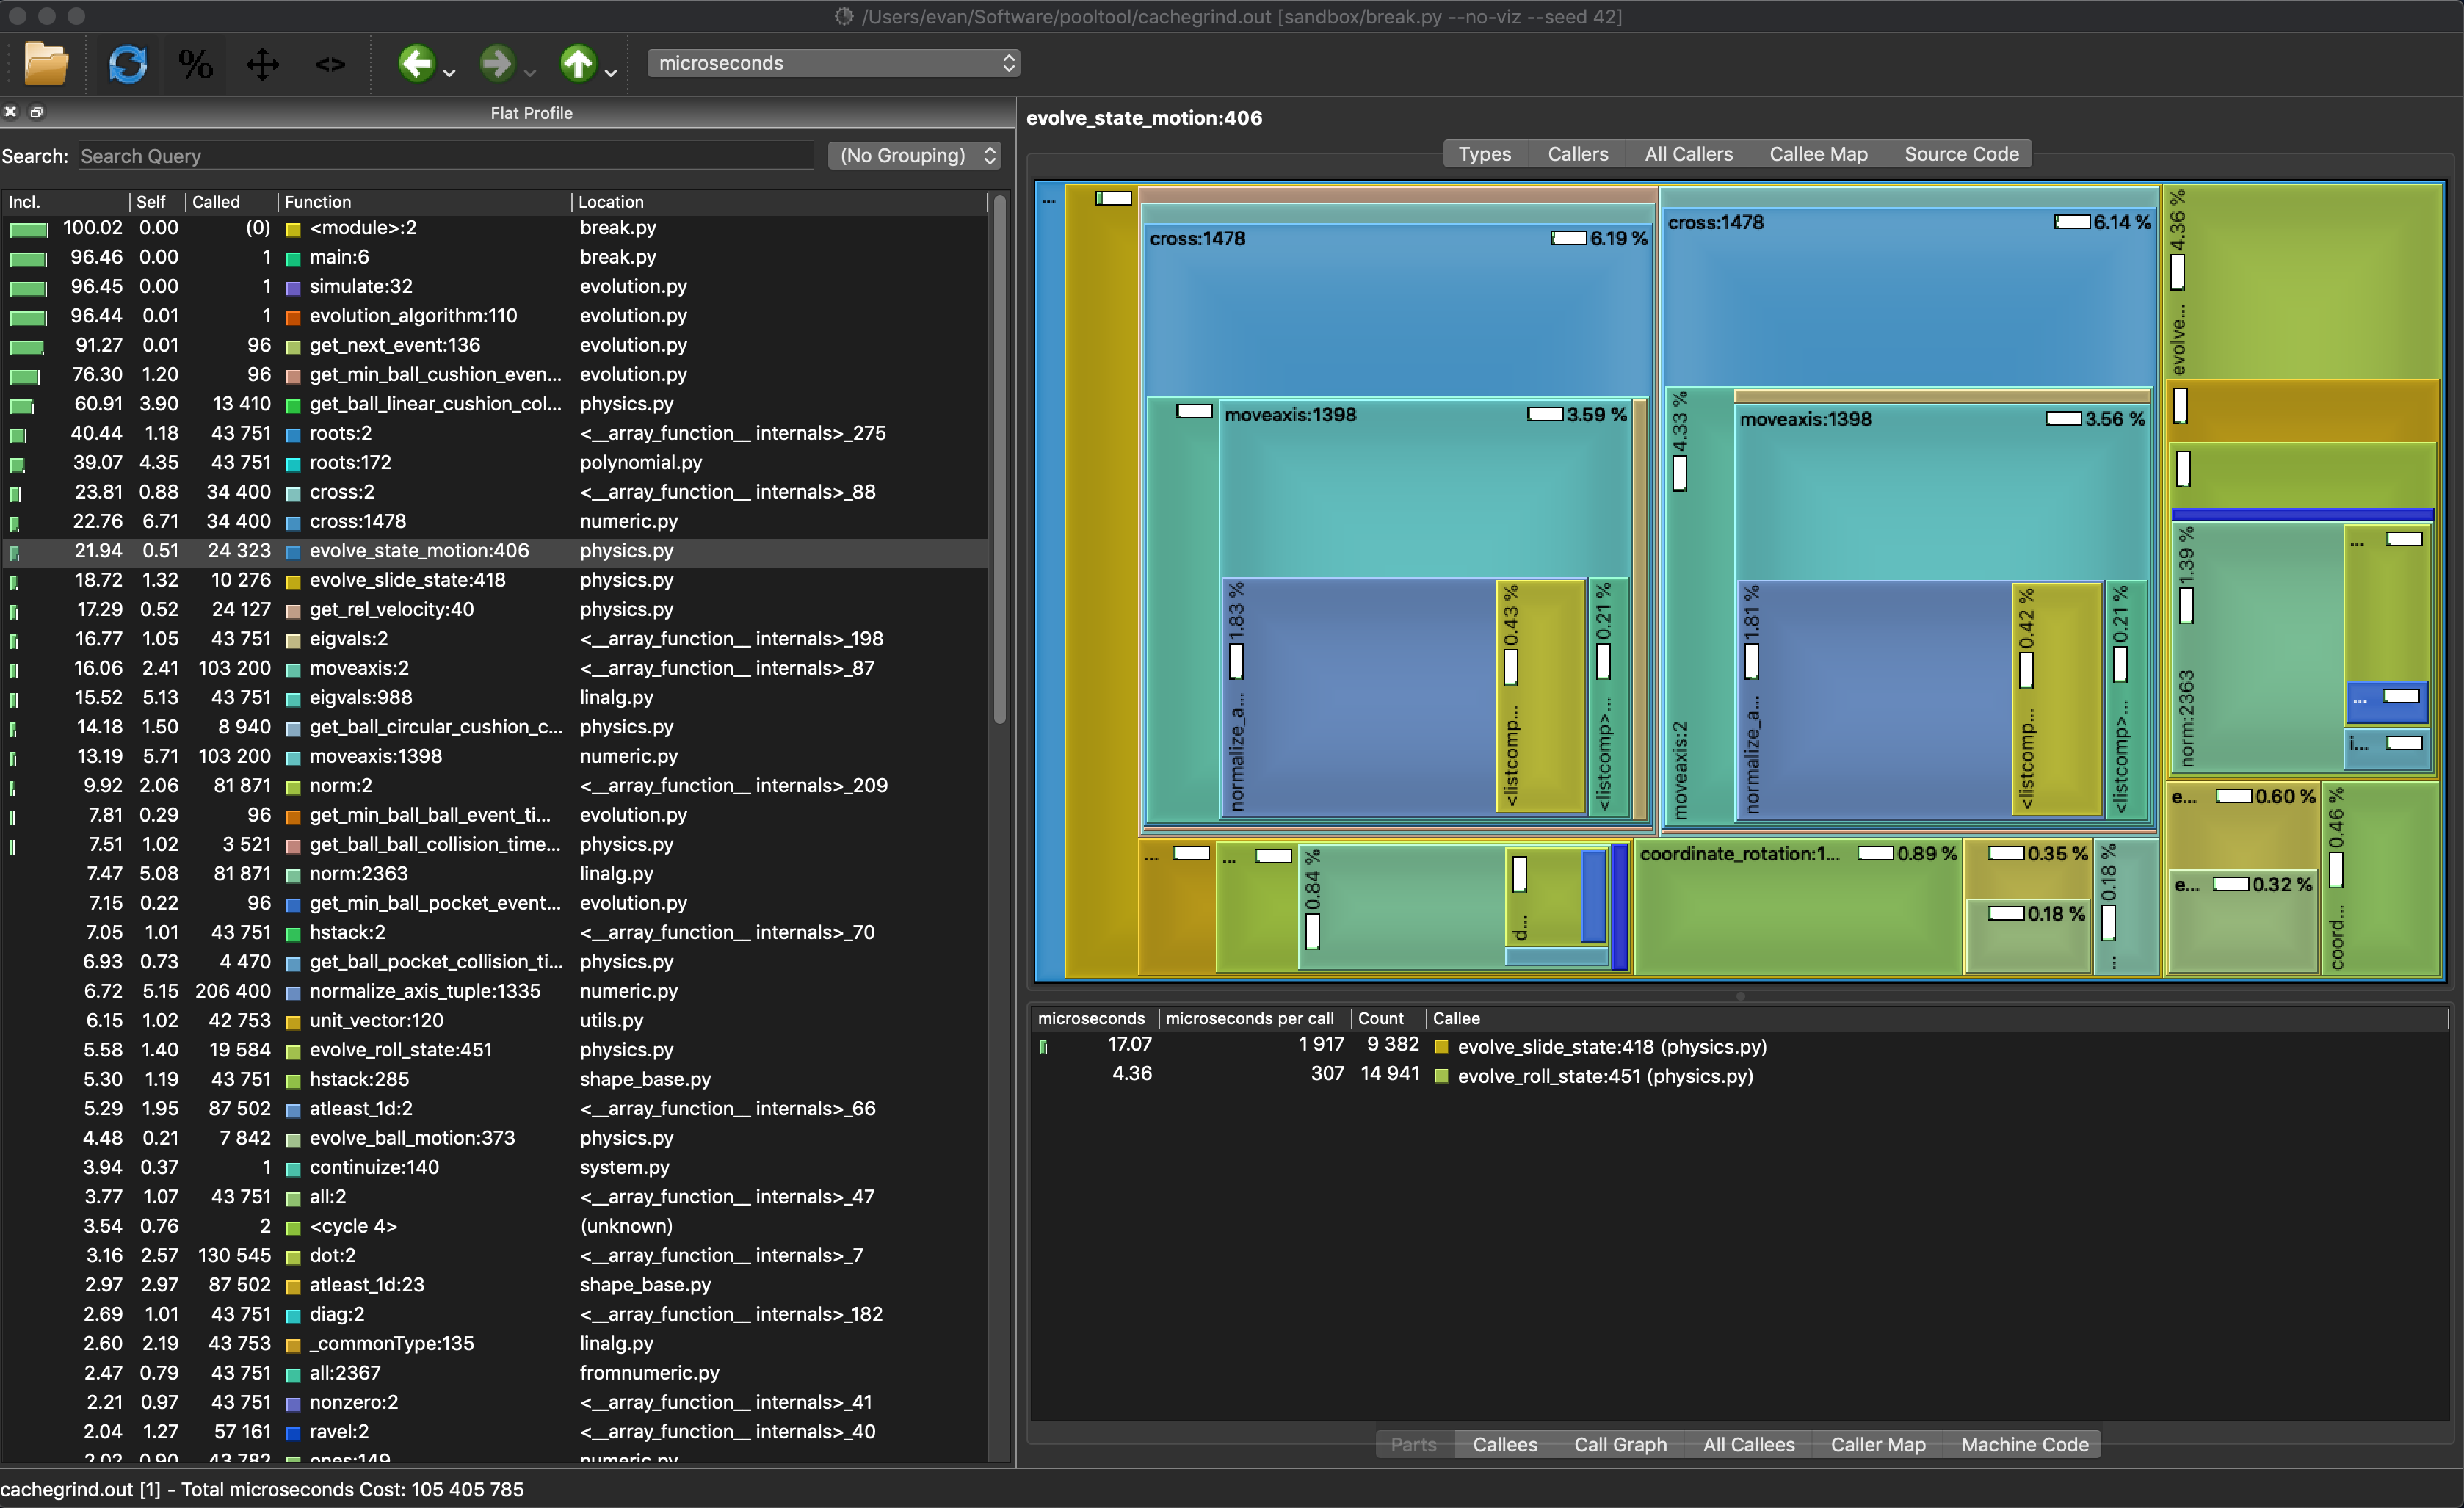 /Users/evan/Software/pooltool/cachegrind.out [sandbox/break.py --no-viz --seed 42]
% <>
microseconds
Flat Profile
Search: Search Query (No Grouping)
Incl. Self Called Function Location
100.02 0.00 (0) <module>:2 break.py
96.46 0.00 1 main:6 break.py
96.45 0.00 1 simulate:32 evolution.py
96.44 0.01 1 evolution_algorithm:110 evolution.py
91.27 0.01 96 get_next_event:136 evolution.py
76.30 1.20 96 get_min_ball_cushion_even... evolution.py
60.91 3.90 13 410 get_ball_linear_cushion_col... physics.py
40.44 1.18 43 751 roots:2 <__array_function__ internals>_275
39.07 4.35 43 751 roots:172 polynomial.py
23.81 0.88 34 400 cross:2 <__array_function__ internals>_88
22.76 6.71 34 400 cross:1478 numeric.py
21.94 0.51 24 323 evolve_state_motion:406 physics.py
18.72 1.32 10 276 evolve_slide_state:418 physics.py
17.29 0.52 24 127 get_rel_velocity:40 physics.py
16.77 1.05 43 751 eigvals:2 <__array_function__ internals>_198
16.06 2.41 103 200 moveaxis:2 <__array_function__ internals>_87
15.52 5.13 43 751 eigvals:988 linalg.py
14.18 1.50 8 940 get_ball_circular_cushion_c... physics.py
13.19 5.71 103 200 moveaxis:1398 numeric.py
9.92 2.06 81 871 norm:2 <__array_function__ internals>_209
7.81 0.29 96 get_min_ball_ball_event_ti... evolution.py
7.51 1.02 3 521 get_ball_ball_collision_time... physics.py
7.47 5.08 81 871 norm:2363 linalg.py
7.15 0.22 96 get_min_ball_pocket_event... evolution.py
7.05 1.01 43 751 hstack:2 <__array_function__ internals>_70
6.93 0.73 4 470 get_ball_pocket_collision_ti... physics.py
6.72 5.15 206 400 normalize_axis_tuple:1335 numeric.py
6.15 1.02 42 753 unit_vector:120 utils.py
5.58 1.40 19 584 evolve_roll_state:451 physics.py
5.30 1.19 43 751 hstack:285 shape_base.py
5.29 1.95 87 502 atleast_1d:2 <__array_function__ internals>_66
4.48 0.21 7 842 evolve_ball_motion:373 physics.py
3.94 0.37 1 continuize:140 system.py
3.77 1.07 43 751 all:2 <__array_function__ internals>_47
3.54 0.76 2 <cycle 4> (unknown)
3.16 2.57 130 545 dot:2 <__array_function__ internals>_7
2.97 2.97 87 502 atleast_1d:23 shape_base.py
2.69 1.01 43 751 diag:2 <__array_function__ internals>_182
2.60 2.19 43 753 _commonType:135 linalg.py
2.47 0.79 43 751 all:2367 fromnumeric.py
2.21 0.97 43 751 nonzero:2 <__array_function__ internals>_41
2.04 1.27 57 161 ravel:2 <__array_function__ internals>_40
2.02 0.90 43 782 ones:149 numeric.py
evolve_state_motion:406
Types Callers All Callers Callee Map Source Code
...
cross:1478 6.19 %
cross:1478 6.14 %
evolve... 4.36 %
moveaxis:1398 3.59 %
moveaxis:2 4.33 %
moveaxis:1398 3.56 %
normalize_a... 1.83 %
<listcomp... 0.43 %
<listcomp>... 0.21 %
normalize_a... 1.81 %
<listcomp... 0.42 %
<listcomp>... 0.21 %
norm:2363 1.39 %
...
...
i...
...
...
0.84 %
d...
coordinate_rotation:1... 0.89 %
0.35 %
0.18 %
... 0.18 %
e... 0.60 %
e... 0.32 %
coord... 0.46 %
microseconds microseconds per call Count Callee
17.07 1 917 9 382 evolve_slide_state:418 (physics.py)
4.36 307 14 941 evolve_roll_state:451 (physics.py)
Parts Callees Call Graph All Callees Caller Map Machine Code
cachegrind.out [1] - Total microseconds Cost: 105 405 785